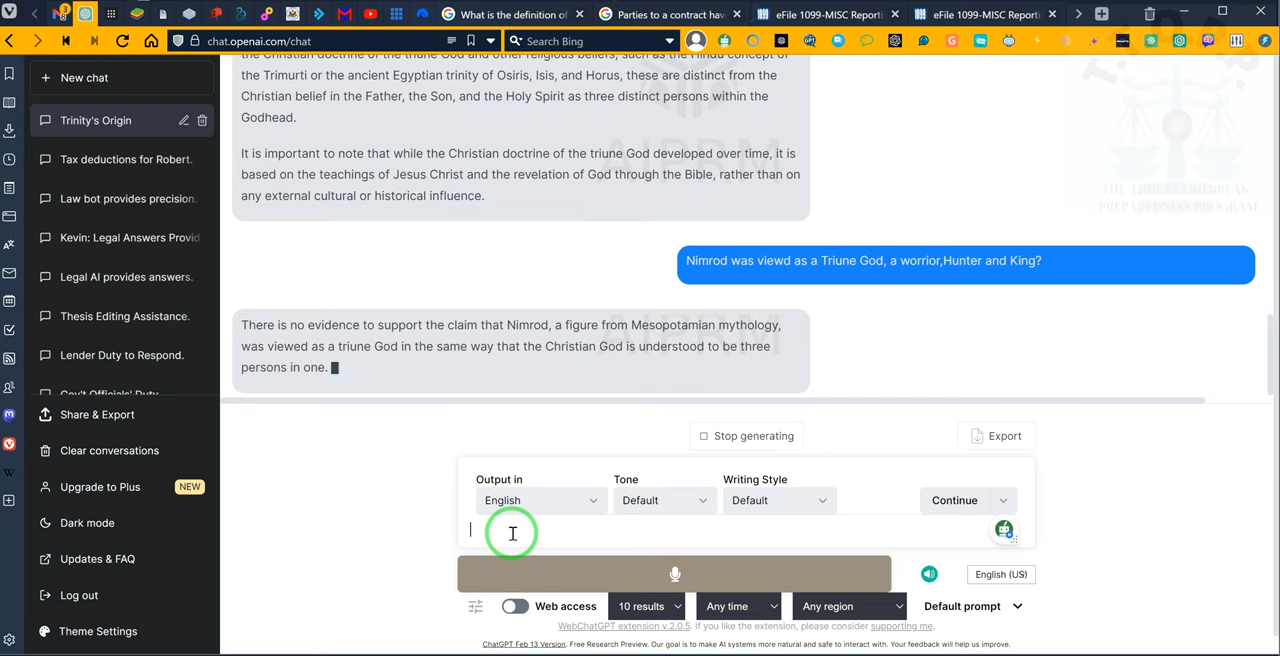 What is the definition of
Parties to a contract hav
eFile 1099-MISC Reportin
eFile 1099-MISC Reportin
chat.openai.com/chat
Search Bing
New chat
Trinity's Origin
Tax deductions for Robert.
Law bot provides precision.
Kevin: Legal Answers Provid
Legal AI provides answers.
Thesis Editing Assistance.
Lender Duty to Respond.
Gov't Officials' Duty
Share & Export
Clear conversations
Upgrade to Plus
NEW
Dark mode
Updates & FAQ
Log out
Theme Settings
the Christian doctrine of the triune God and other religious beliefs, such as the Hindu concept of
the Trimurti or the ancient Egyptian trinity of Osiris, Isis, and Horus, these are distinct from the
Christian belief in the Father, the Son, and the Holy Spirit as three distinct persons within the
Godhead.
It is important to note that while the Christian doctrine of the triune God developed over time, it is
based on the teachings of Jesus Christ and the revelation of God through the Bible, rather than on
any external cultural or historical influence.
AIPRM
THE THREAT OUTBREAK
PREPAREDNESS PROGRAM
Nimrod was viewd as a Triune God, a worrior,Hunter and King?
There is no evidence to support the claim that Nimrod, a figure from Mesopotamian mythology,
was viewed as a triune God in the same way that the Christian God is understood to be three
persons in one.
AIPRM
Stop generating
Export
Output in
Tone
Writing Style
English
Default
Default
Continue
English (US)
Web access
10 results
Any time
Any region
Default prompt
WebChatGPT extension v.2.0.5. If you like the extension, please consider supporting me.
ChatGPT Feb 13 Version. Free Research Preview. Our goal is to make AI systems more natural and safe to interact with. Your feedback will help us improve.